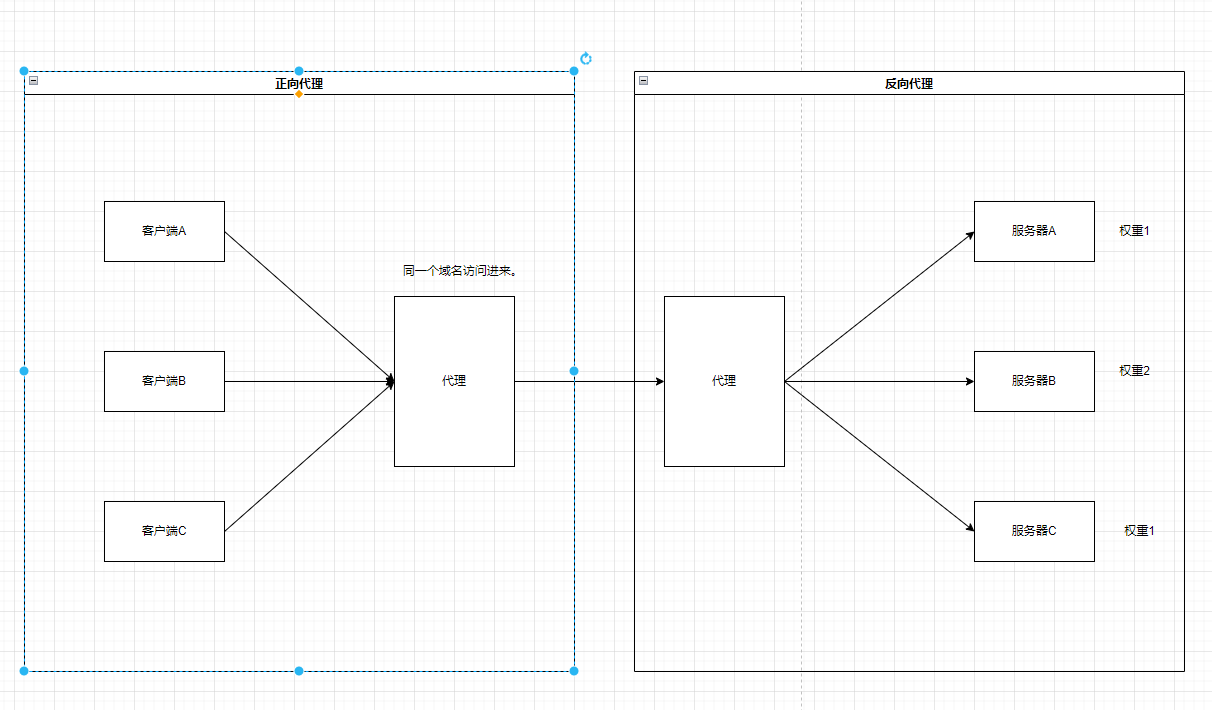 正向代理
客户端A
客户端B
客户端C
同一个域名访问进来。
代理
反向代理
代理
服务器A
权重1
服务器B
权重2
服务器C
权重1